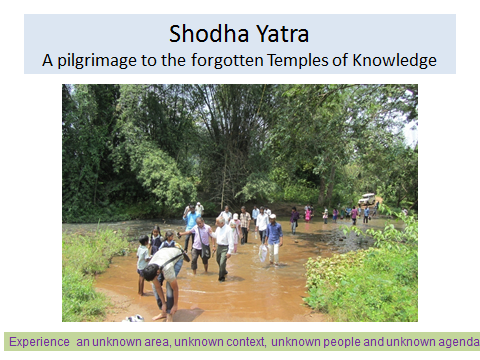 Shodha Yatra
A pilgrimage to the forgotten Temples of Knowledge
Experience an unknown area, unknown context, unknown people and unknown agenda